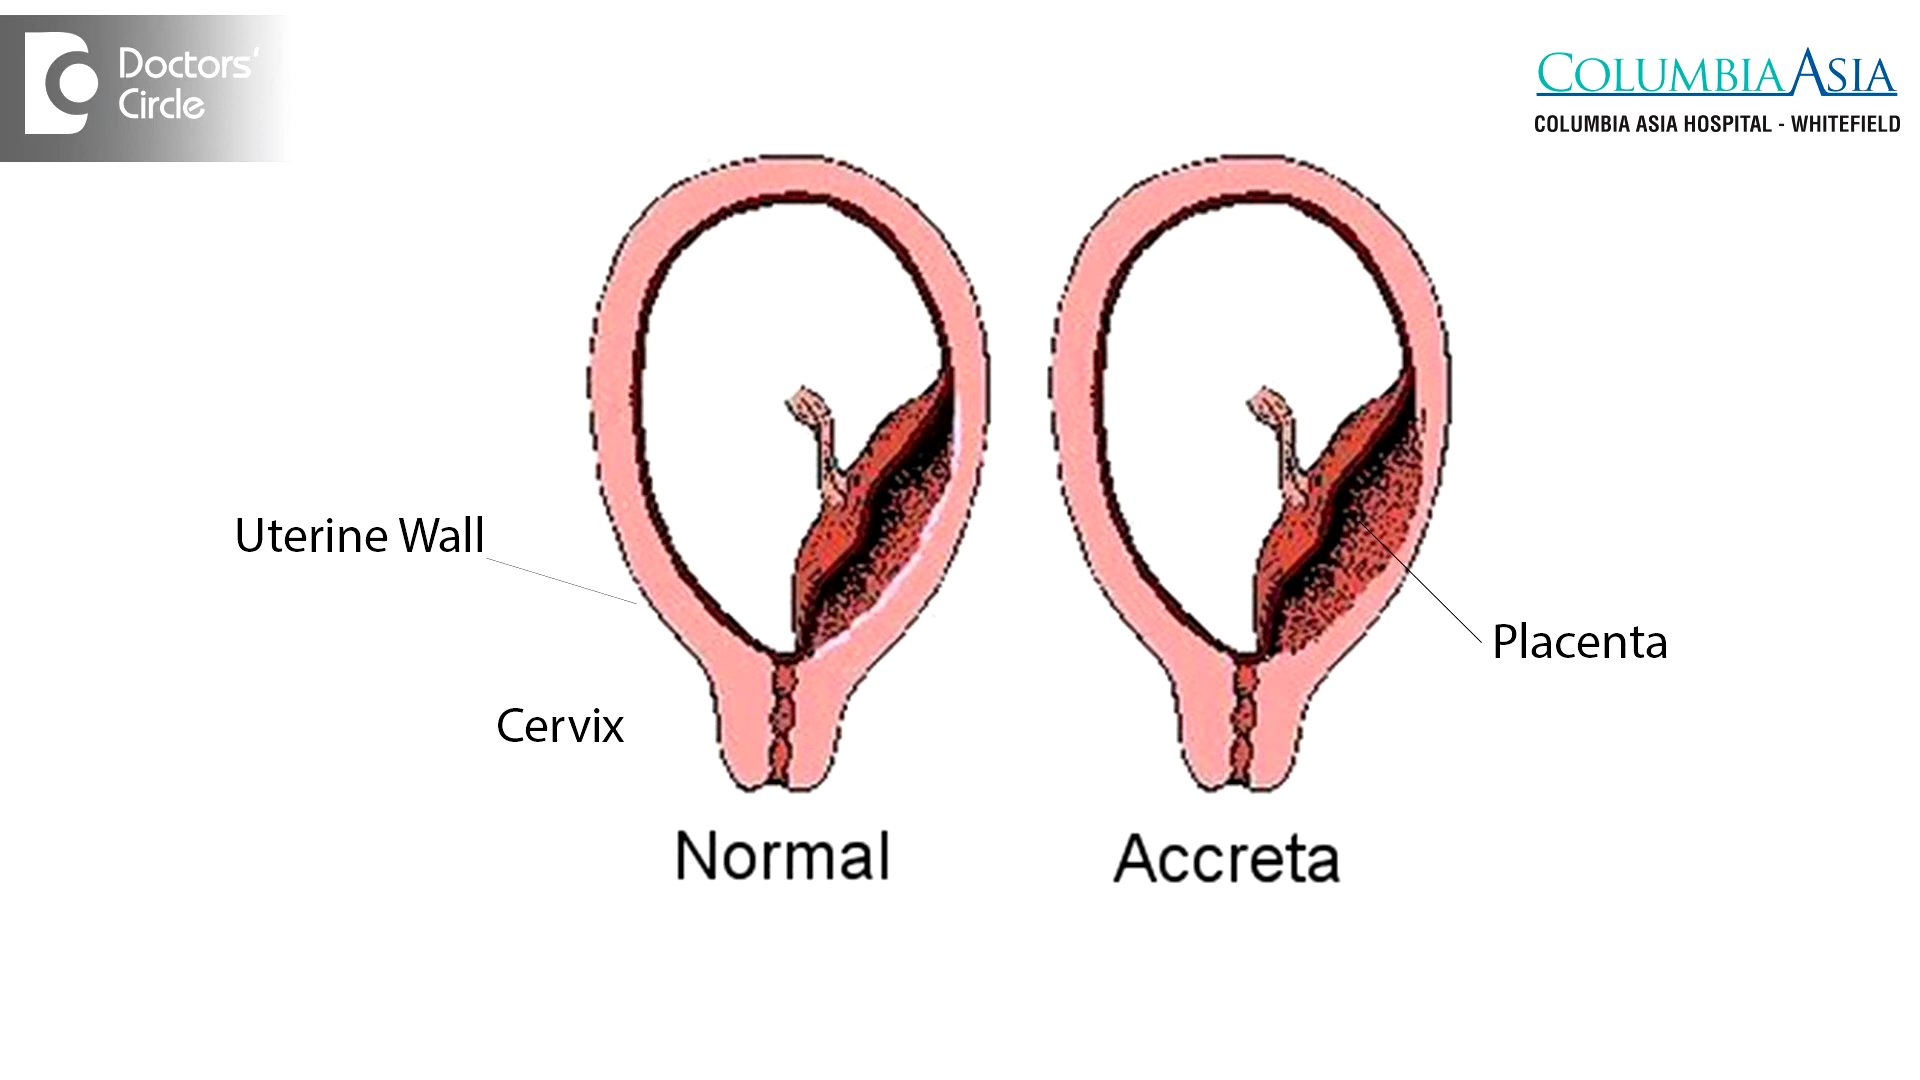 Doctors'
Circle
COLUMBIA ASIA
COLUMBIA ASIA HOSPITAL - WHITEFIELD
Uterine Wall
Placenta
Cervix
Normal
Accreta